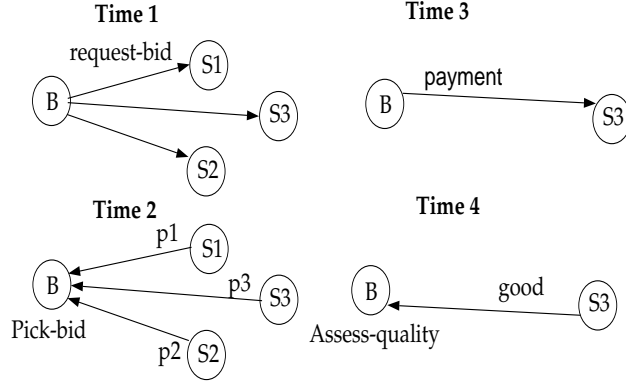 Time 1
request-bid
B
S1
S3
S2
Time 2
p1
S1
B
p3
S3
Pick-bid
p2
S2
Time 3
payment
B
S3
Time 4
good
B
S3
Assess-quality